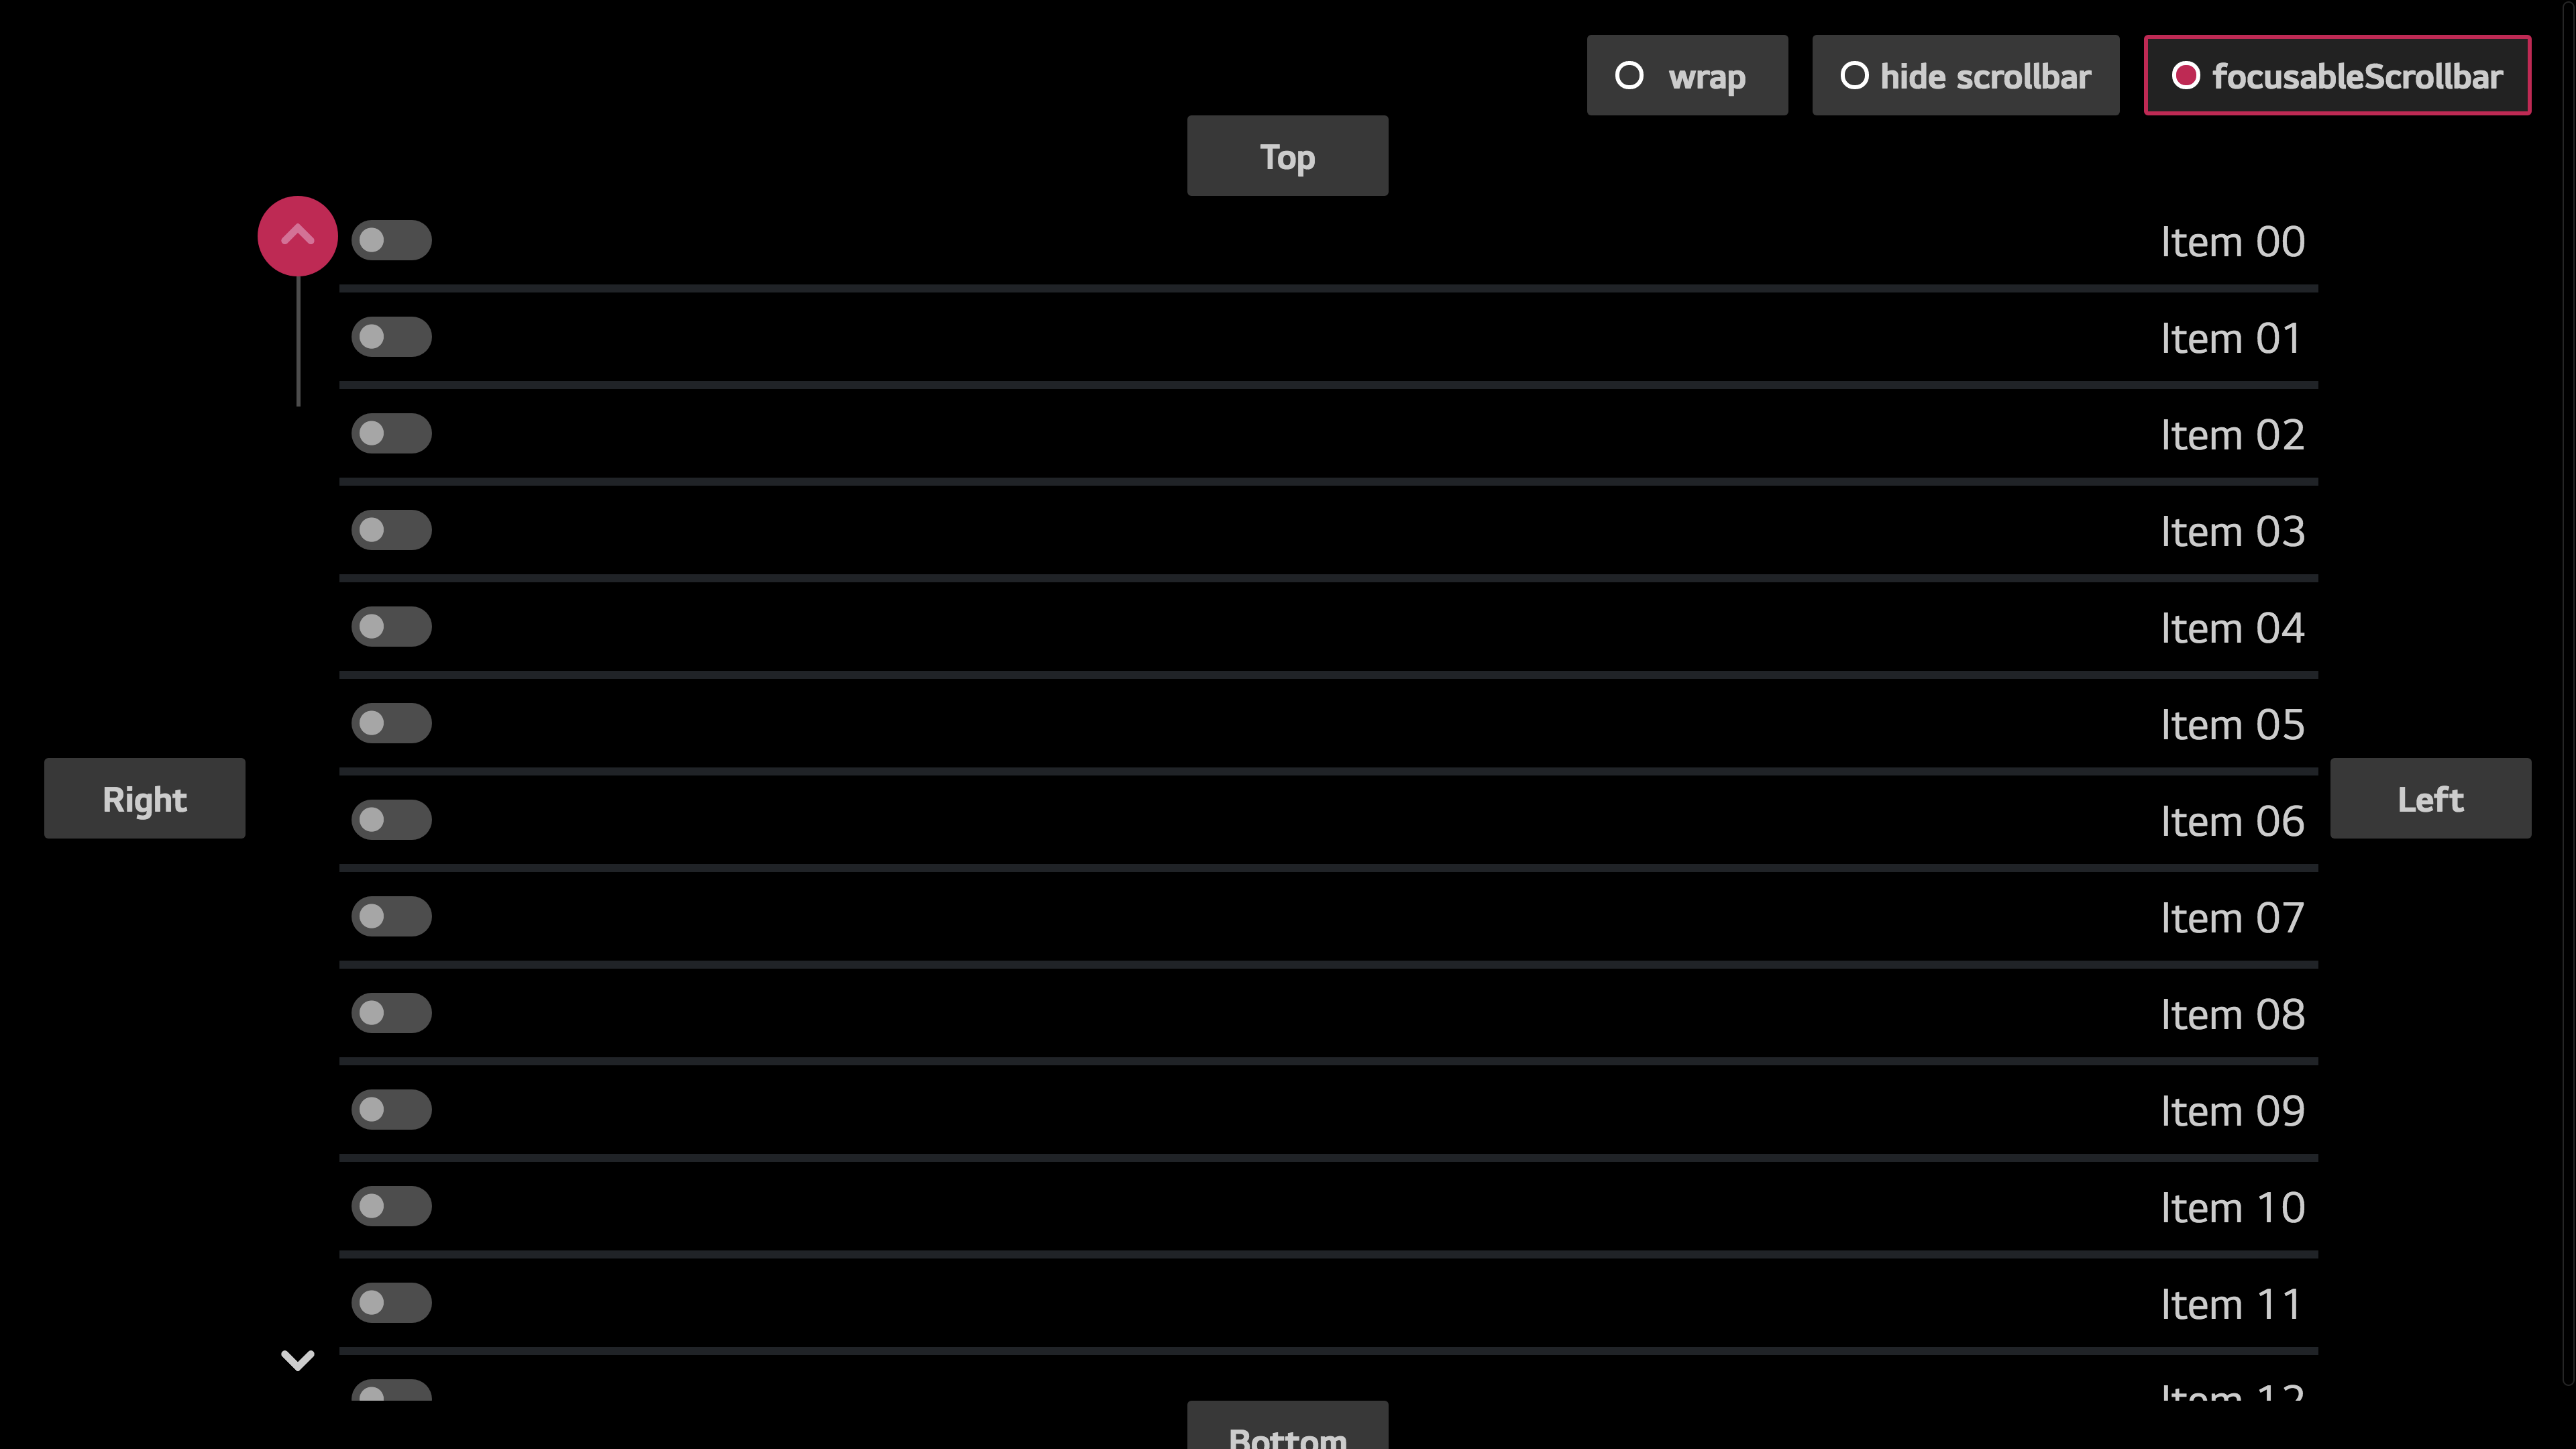 wrap
hide scrollbar
focusableScrollbar
Top
Item 00
Item 01
Item 02
Item 03
Item 04
Item 05
Item 06
Right
Left
Item 07
Item 08
Item 09
Item 10
Item 11
Item 12
Bottom